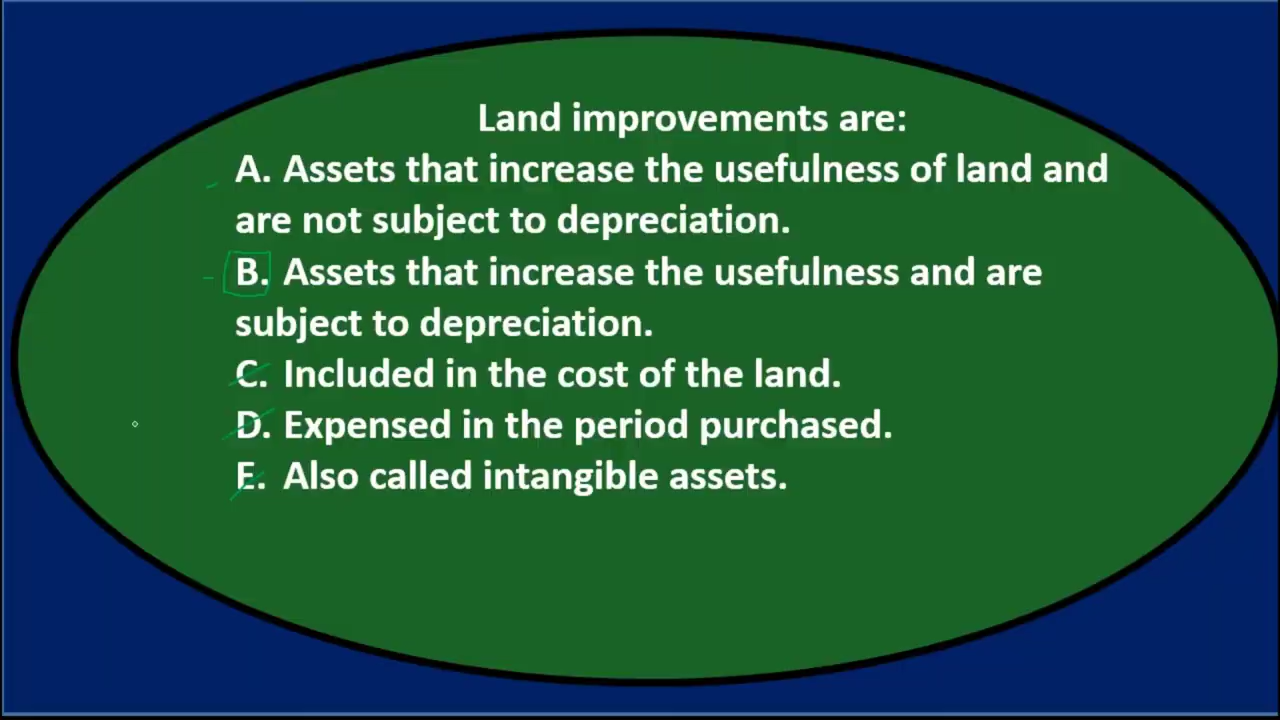 Land improvements are:
A. Assets that increase the usefulness of land and
are not subject to depreciation.
B. Assets that increase the usefulness and are
subject to depreciation.
C. Included in the cost of the land.
D. Expensed in the period purchased.
E. Also called intangible assets.